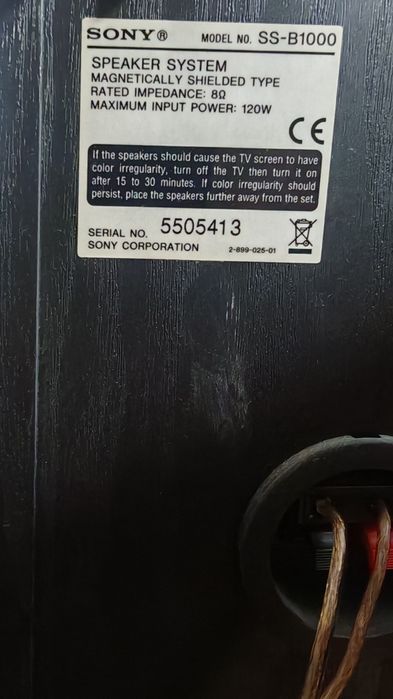 SONY® MODEL NO. SS-B1000
SPEAKER SYSTEM
MAGNETICALLY SHIELDED TYPE
RATED IMPEDANCE: 8Ω
MAXIMUM INPUT POWER: 120W
CE
If the speakers should cause the TV screen to have
color irregularity, turn off the TV then turn it on
after 15 to 30 minutes. If color irregularity should
persist, place the speakers further away from the set.
SERIAL NO. 5505413
SONY CORPORATION 2-899-025-01